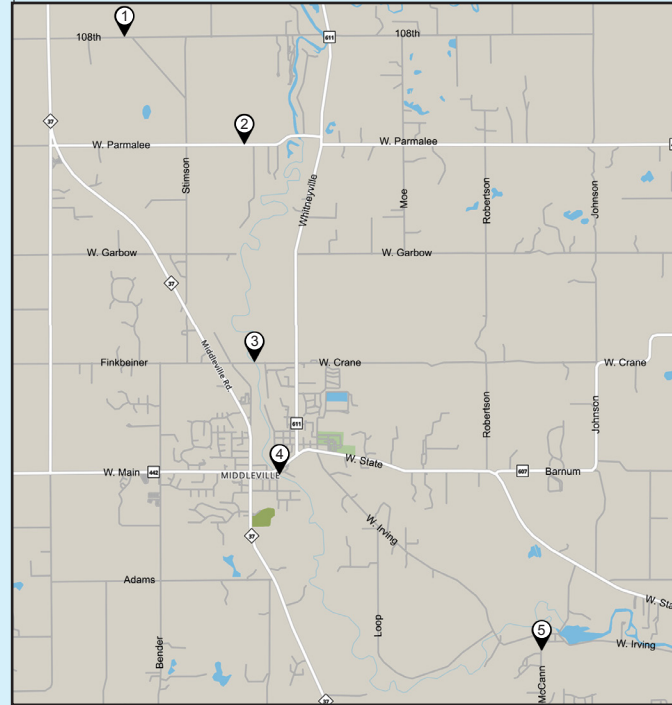 1
108th
611
108th
37
2
W. Parmalee
W. Parmalee
Stimson
Whitneyville
Moe
Robertson
Johnson
W. Garbow
W. Garbow
37
3
Finkbeiner
Middleville Rd.
W. Crane
W. Crane
Robertson
Johnson
611
4
W. Main
442
MIDDLEVILLE
W. State
607
Barnum
W. Irving
37
Adams
Bender
Loop
5
W. Irving
McCann
37